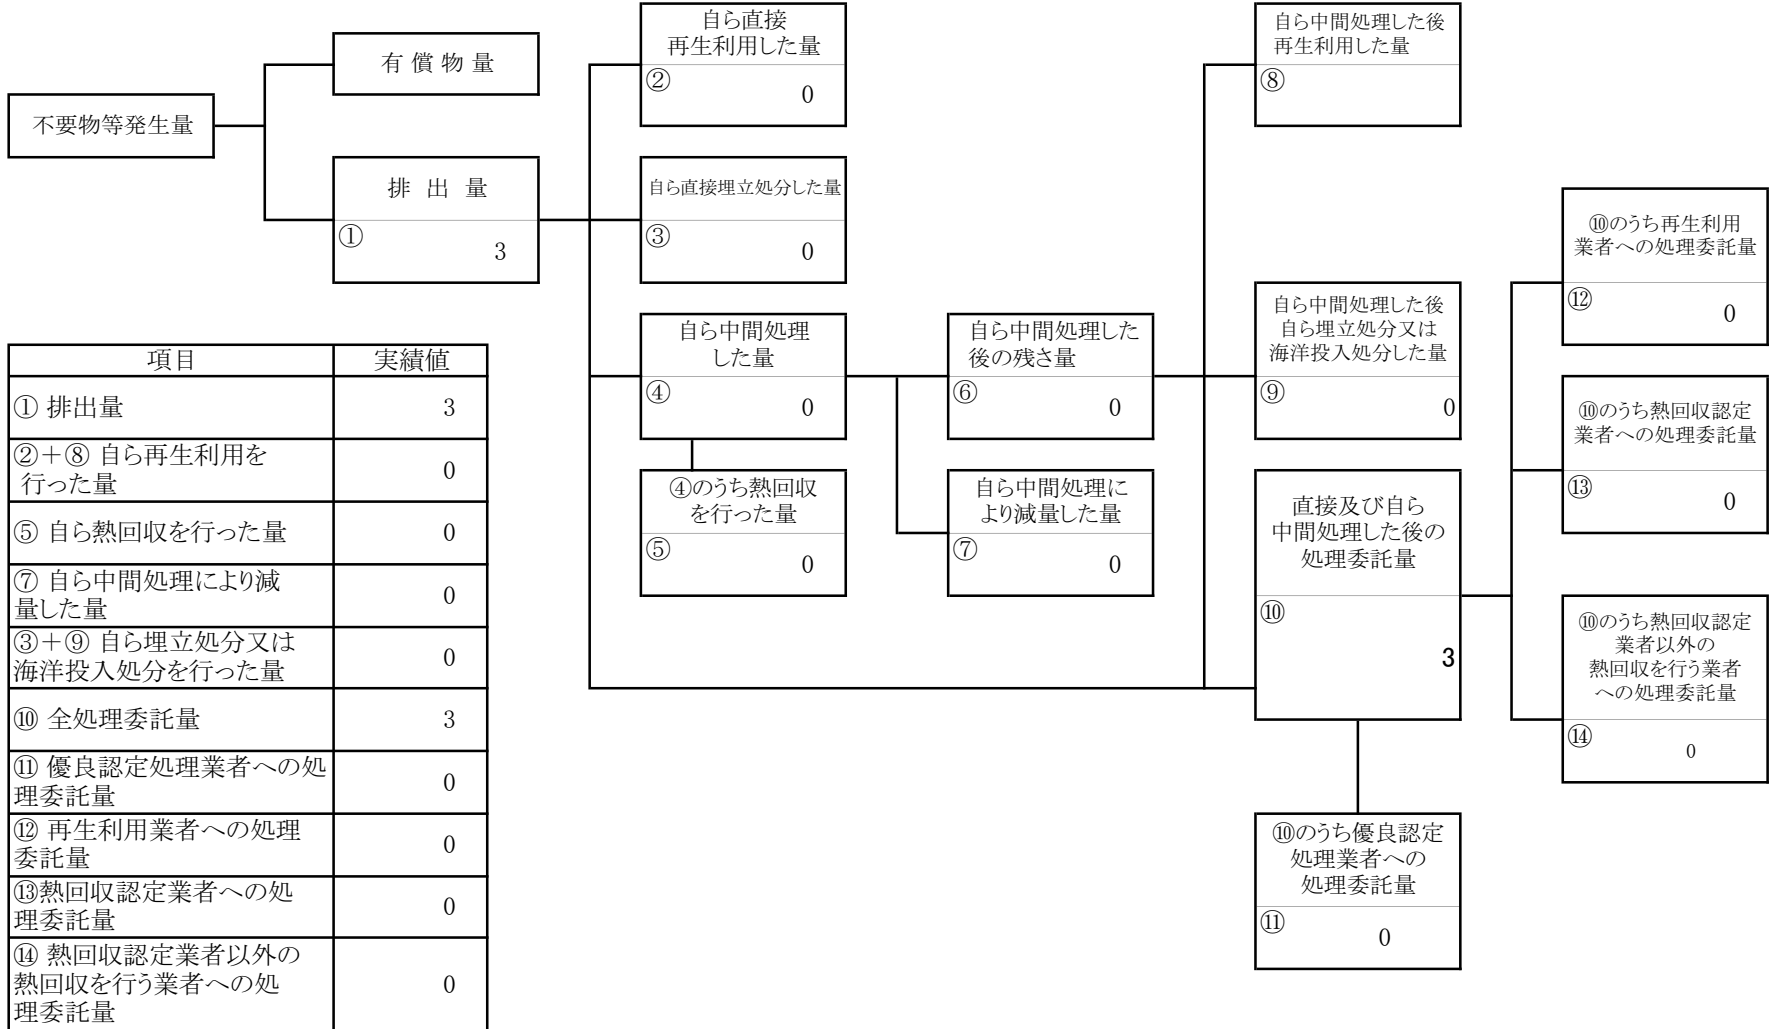 不要物等発生量
有 償 物 量
排 出 量
①
3
自ら直接
再生利用した量
②
0
自ら直接埋立処分した量
③
0
自ら中間処理
した量
④
0
④のうち熱回収
を行った量
⑤
0
自ら中間処理した
後の残さ量
⑥
0
自ら中間処理に
より減量した量
⑦
0
自ら中間処理した後
再生利用した量
⑧
自ら中間処理した後
自ら埋立処分又は
海洋投入処分した量
⑨
0
直接及び自ら
中間処理した後の
処理委託量
⑩
3
⑩のうち優良認定
処理業者への
処理委託量
⑪
0
⑩のうち再生利用
業者への処理委託量
⑫
0
⑩のうち熱回収認定
業者への処理委託量
⑬
0
⑩のうち熱回収認定
業者以外の
熱回収を行う業者
への処理委託量
⑭
0
項目 実績値
① 排出量 3
②＋⑧ 自ら再生利用を
行った量 0
⑤ 自ら熱回収を行った量 0
⑦ 自ら中間処理により減
量した量 0
③＋⑨ 自ら埋立処分又は
海洋投入処分を行った量 0
⑩ 全処理委託量 3
⑪ 優良認定処理業者への処
理委託量 0
⑫ 再生利用業者への処理
委託量 0
⑬熱回収認定業者への処
理委託量 0
⑭ 熱回収認定業者以外の
熱回収を行う業者への処
理委託量 0